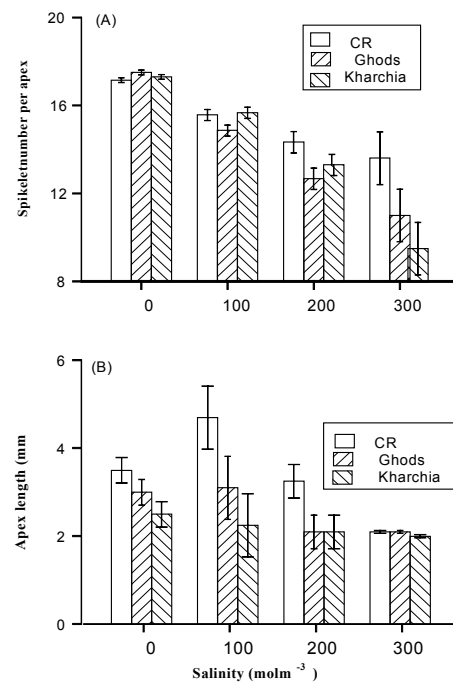 (A)
20
16
12
8
Spikeletnumber per apex
CR
Ghods
Kharchia
0 100 200 300
(B)
6
4
2
0
Apex length (mm
CR
Ghods
Kharchia
0 100 200 300
Salinity (molm -3 )